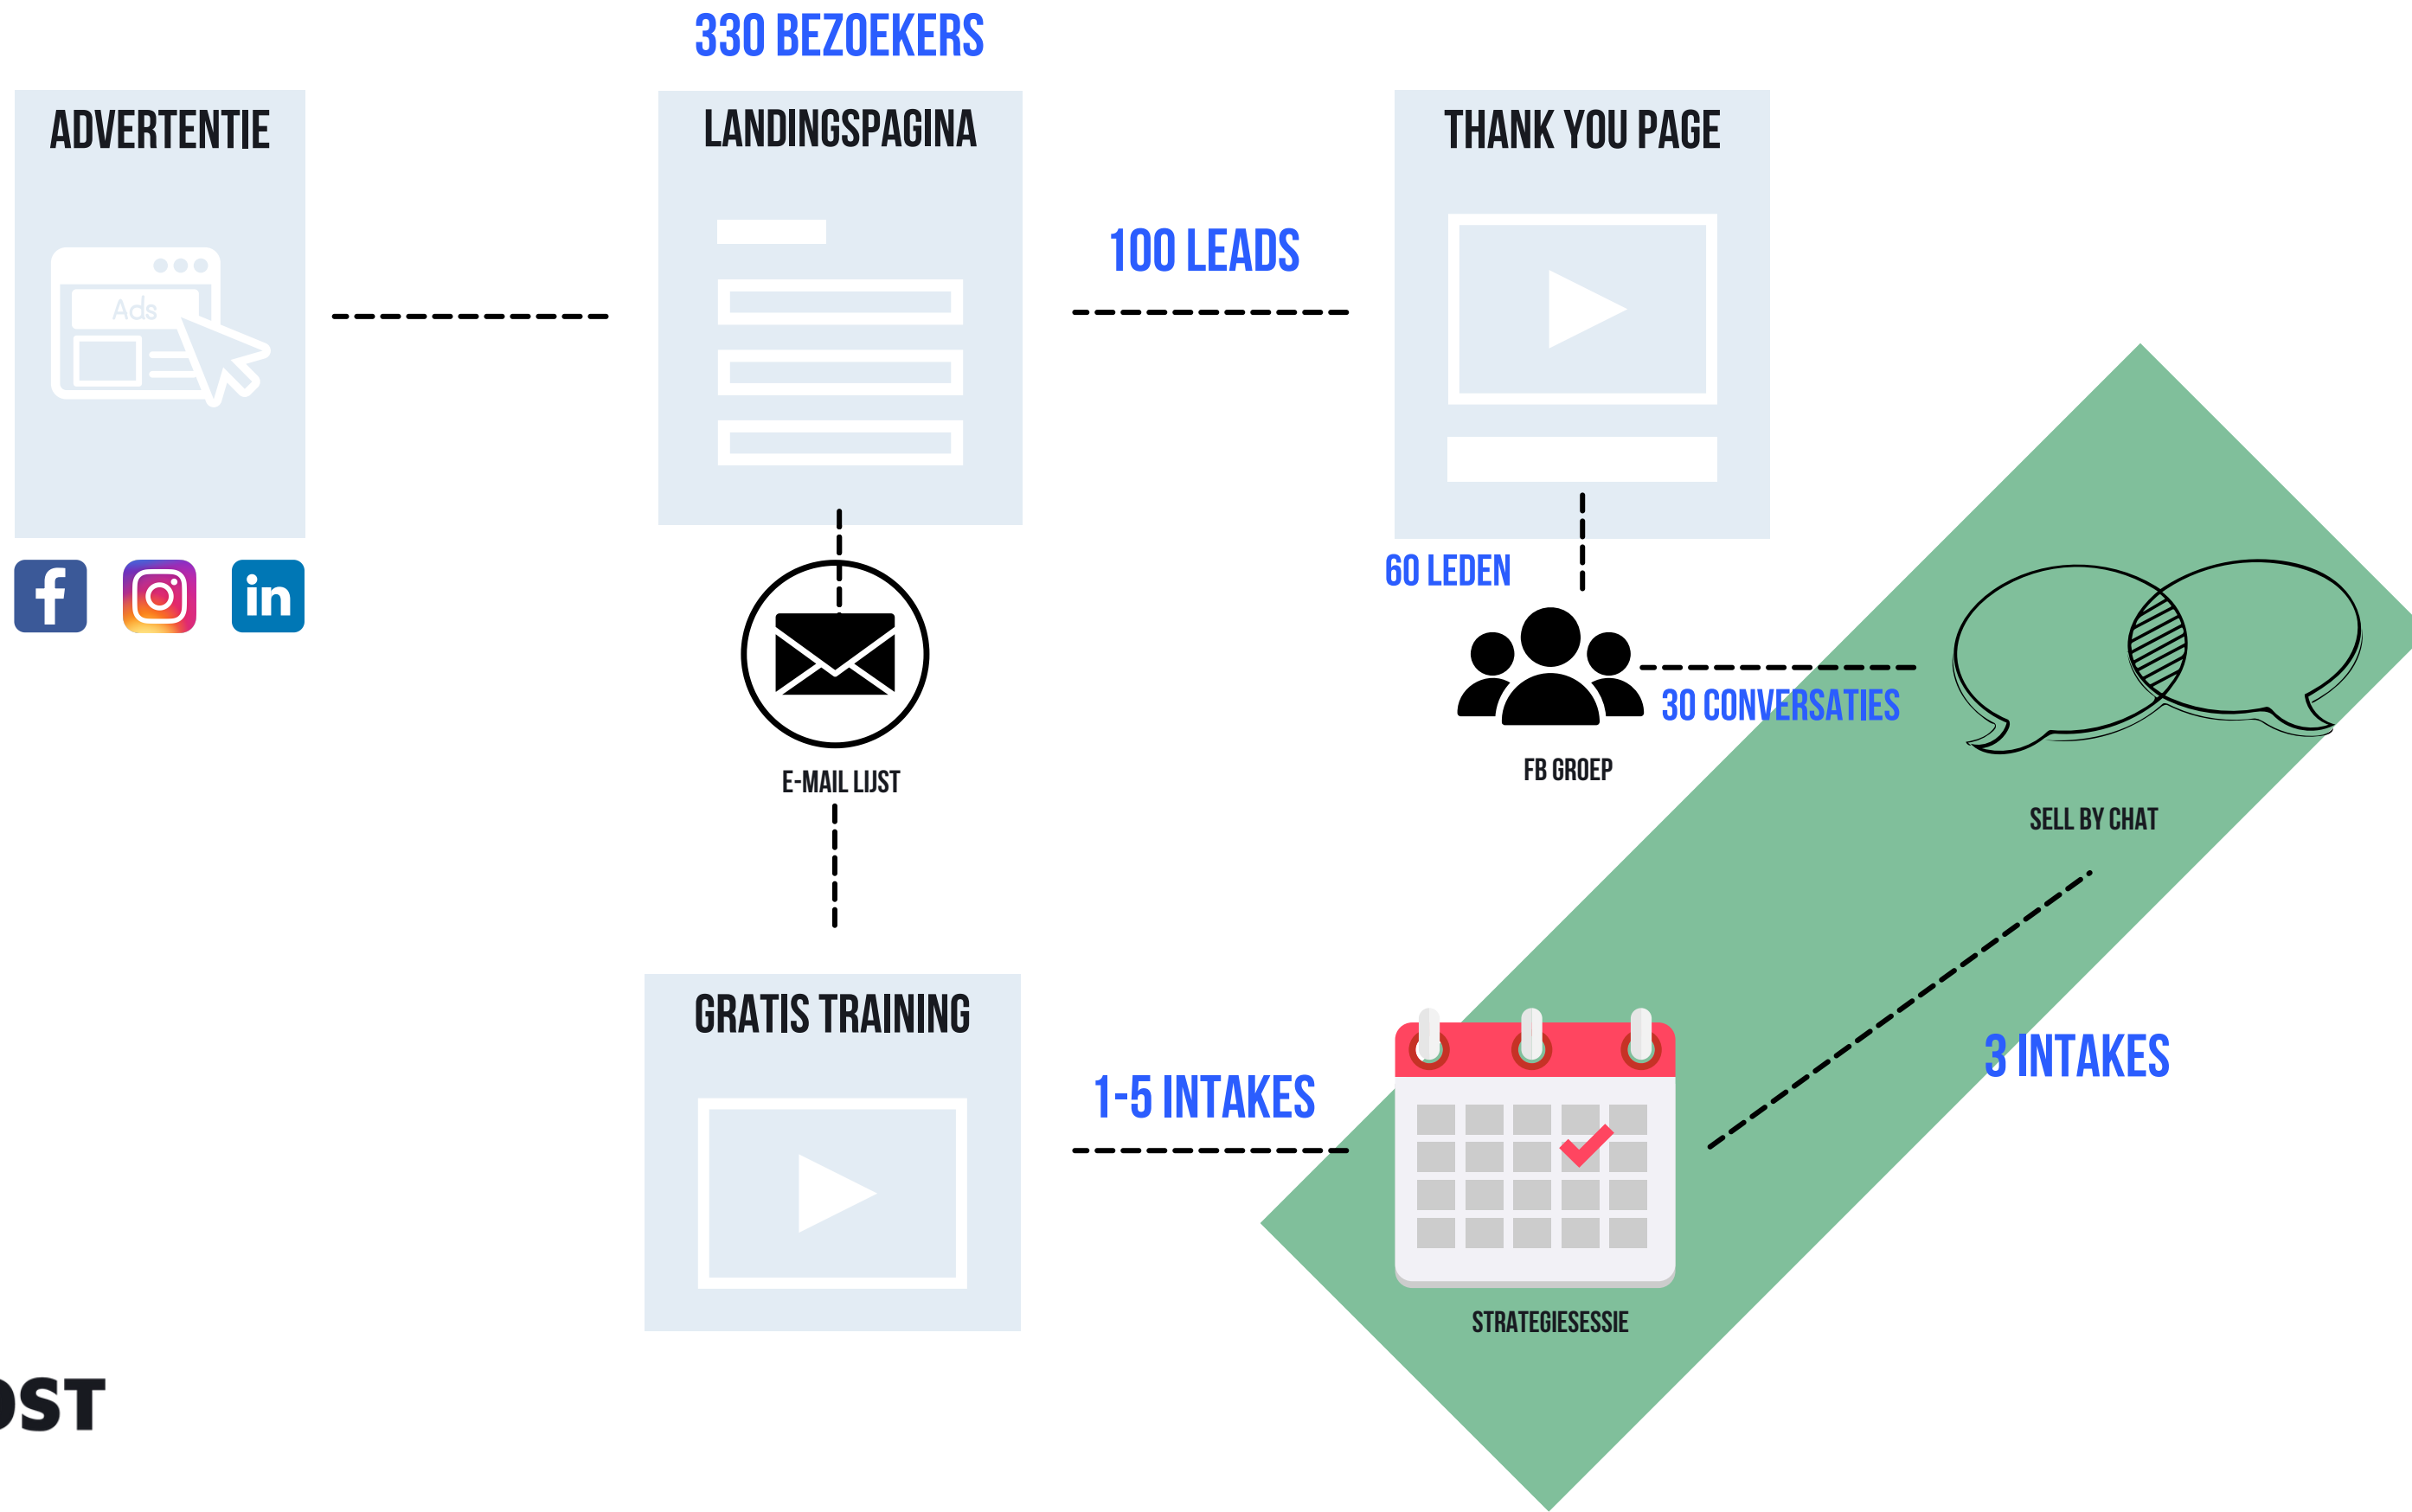 330 BEZOEKERS
ADVERTENTIE
LANDINGSPAGINA
THANK YOU PAGE
100 LEADS
Ads
60 LEDEN
30 CONVERSATIES
E-MAIL LIJST
FB GROEP
SELL BY CHAT
GRATIS TRAINING
1-5 INTAKES
3 INTAKES
STRATEGIESESSIE